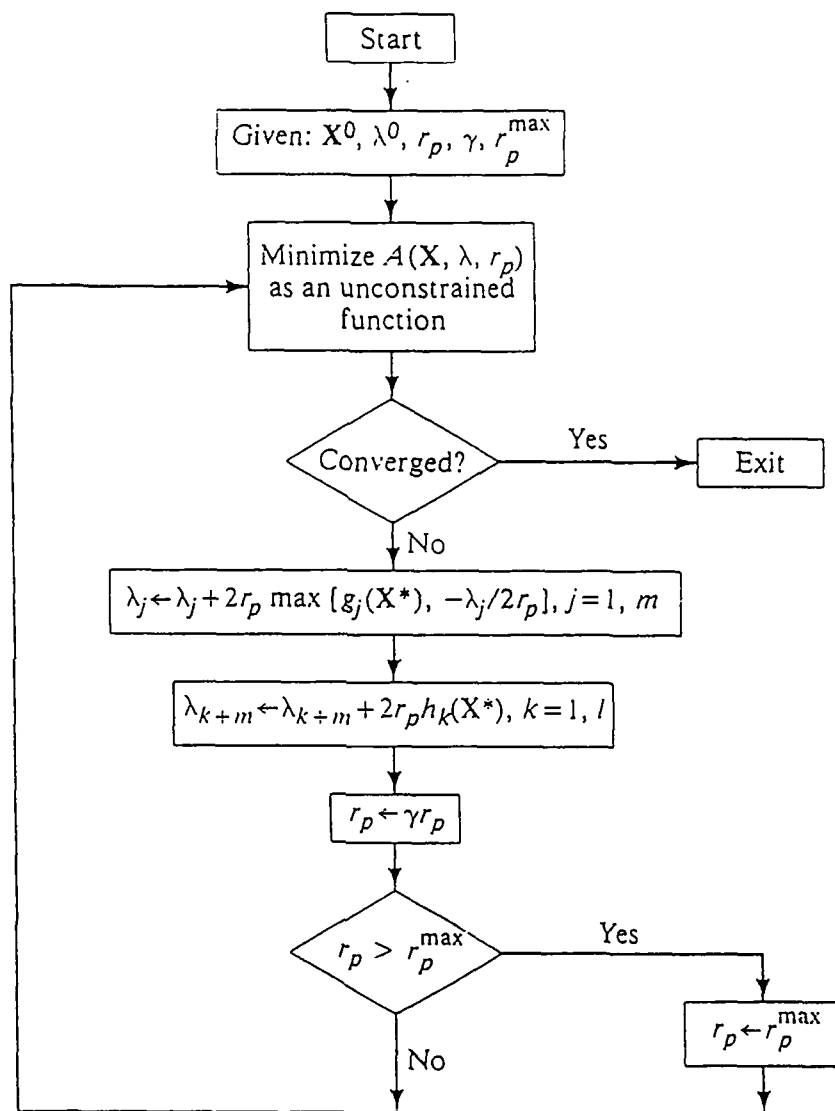 Start
Given: X⁰, λ⁰, r_p, γ, r_p^max
Minimize A(X, λ, r_p)
as an unconstrained
function
Converged?
Yes
Exit
No
λ_j←λ_j+2r_p max [g_j(X*), −λ_j/2r_p], j=1, m
λ_{k+m}←λ_{k+m}+2r_p h_k(X*), k=1, l
r_p←γr_p
r_p > r_p^max
Yes
r_p←r_p^max
No